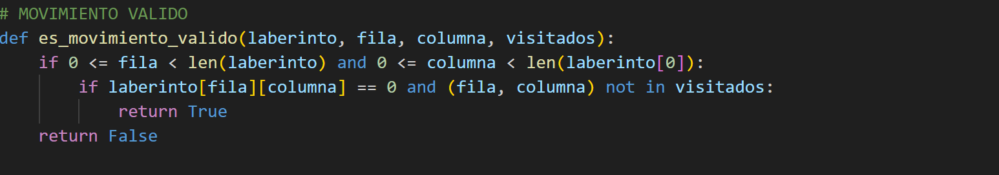 # MOVIMIENTO VALIDO
def es_movimiento_valido(laberinto, fila, columna, visitados):
    if 0 <= fila < len(laberinto) and 0 <= columna < len(laberinto[0]):
        if laberinto[fila][columna] == 0 and (fila, columna) not in visitados:
            return True
    return False